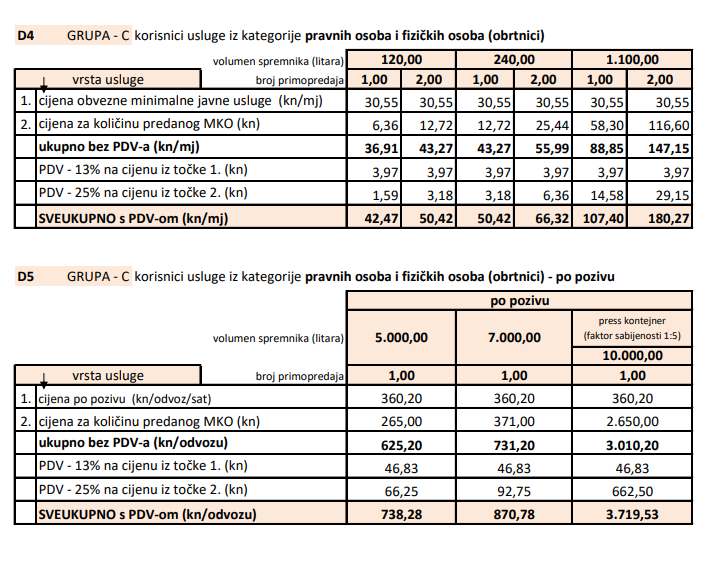 D4 GRUPA - C korisnici usluge iz kategorije pravnih osoba i fizičkih osoba (obrtnici)
volumen spremnika (litara) 120,00 240,00 1.100,00
vrsta usluge broj primopredaja 1,00 2,00 1,00 2,00 1,00 2,00
1. cijena obvezne minimalne javne usluge (kn/mj) 30,55 30,55 30,55 30,55 30,55 30,55
2. cijena za količinu predanog MKO (kn) 6,36 12,72 12,72 25,44 58,30 116,60
ukupno bez PDV-a (kn/mj) 36,91 43,27 43,27 55,99 88,85 147,15
PDV - 13% na cijenu iz točke 1. (kn) 3,97 3,97 3,97 3,97 3,97 3,97
PDV - 25% na cijenu iz točke 2. (kn) 1,59 3,18 3,18 6,36 14,58 29,15
SVEUKUPNO s PDV-om (kn/mj) 42,47 50,42 50,42 66,32 107,40 180,27
D5 GRUPA - C korisnici usluge iz kategorije pravnih osoba i fizičkih osoba (obrtnici) - po pozivu
po pozivu
press kontejner
volumen spremnika (litara) 5.000,00 7.000,00 (faktor sabijenosti 1:5)
10.000,00
vrsta usluge broj primopredaja 1,00 1,00 1,00
1. cijena po pozivu (kn/odvoz/sat) 360,20 360,20 360,20
2. cijena za količinu predanog MKO (kn) 265,00 371,00 2.650,00
ukupno bez PDV-a (kn/odvozu) 625,20 731,20 3.010,20
PDV - 13% na cijenu iz točke 1. (kn) 46,83 46,83 46,83
PDV - 25% na cijenu iz točke 2. (kn) 66,25 92,75 662,50
SVEUKUPNO s PDV-om (kn/odvozu) 738,28 870,78 3.719,53